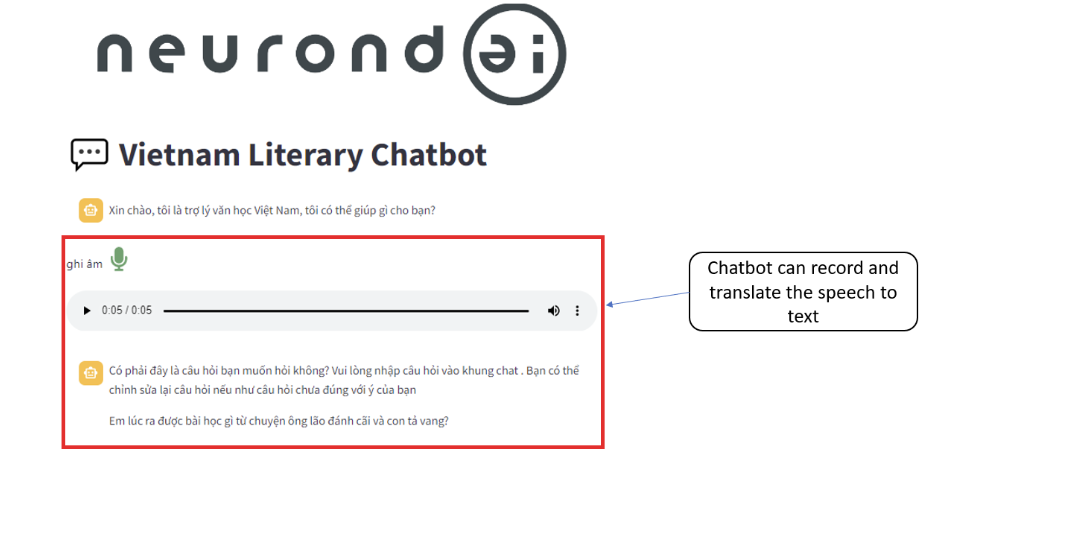 neurond ai
Vietnam Literary Chatbot
Xin chào, tôi là trợ lý văn học Việt Nam, tôi có thể giúp gì cho bạn?
ghi âm
0:05 / 0:05
Chatbot can record and
translate the speech to
text
Có phải đây là câu hỏi bạn muốn hỏi không? Vui lòng nhập câu hỏi vào khung chat . Bạn có thể
chỉnh sửa lại câu hỏi nếu như câu hỏi chưa đúng với ý của bạn
Em lúc ra được bài học gì từ chuyện ông lão đánh cãi và con tá vang?